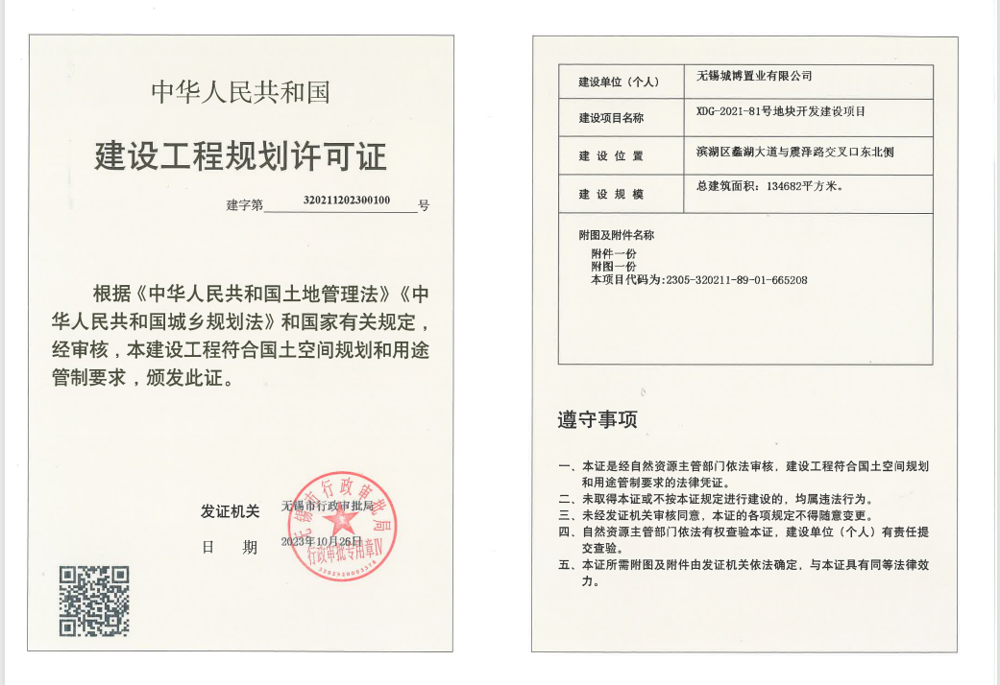 中华人民共和国
建设工程规划许可证
建字第 320211202300100 号
根据《中华人民共和国土地管理法》《中
华人民共和国城乡规划法》和国家有关规定，
经审核，本建设工程符合国土空间规划和用途
管制要求，颁发此证。
发证机关 无锡市行政审批局
日 期 2023年10月26日
无锡市行政审批局
行政审批专用章Ⅳ
建设单位（个人） 无锡城博置业有限公司
建设项目名称 XDG-2021-81号地块开发建设项目
建设位置 滨湖区蠡湖大道与震泽路交叉口东北侧
建设规模 总建筑面积：134682平方米。
附图及附件名称
附件一份
附图一份
本项目代码为:2305-320211-89-01-665208
遵守事项
一、本证是经自然资源主管部门依法审核，建设工程符合国土空间规划
和用途管制要求的法律凭证。
二、未取得本证或不按本证规定进行建设的，均属违法行为。
三、未经发证机关审核同意，本证的各项规定不得随意变更。
四、自然资源主管部门依法有权查验本证，建设单位（个人）有责任提
交查验。
五、本证所需附图及附件由发证机关依法确定，与本证具有同等法律效
力。